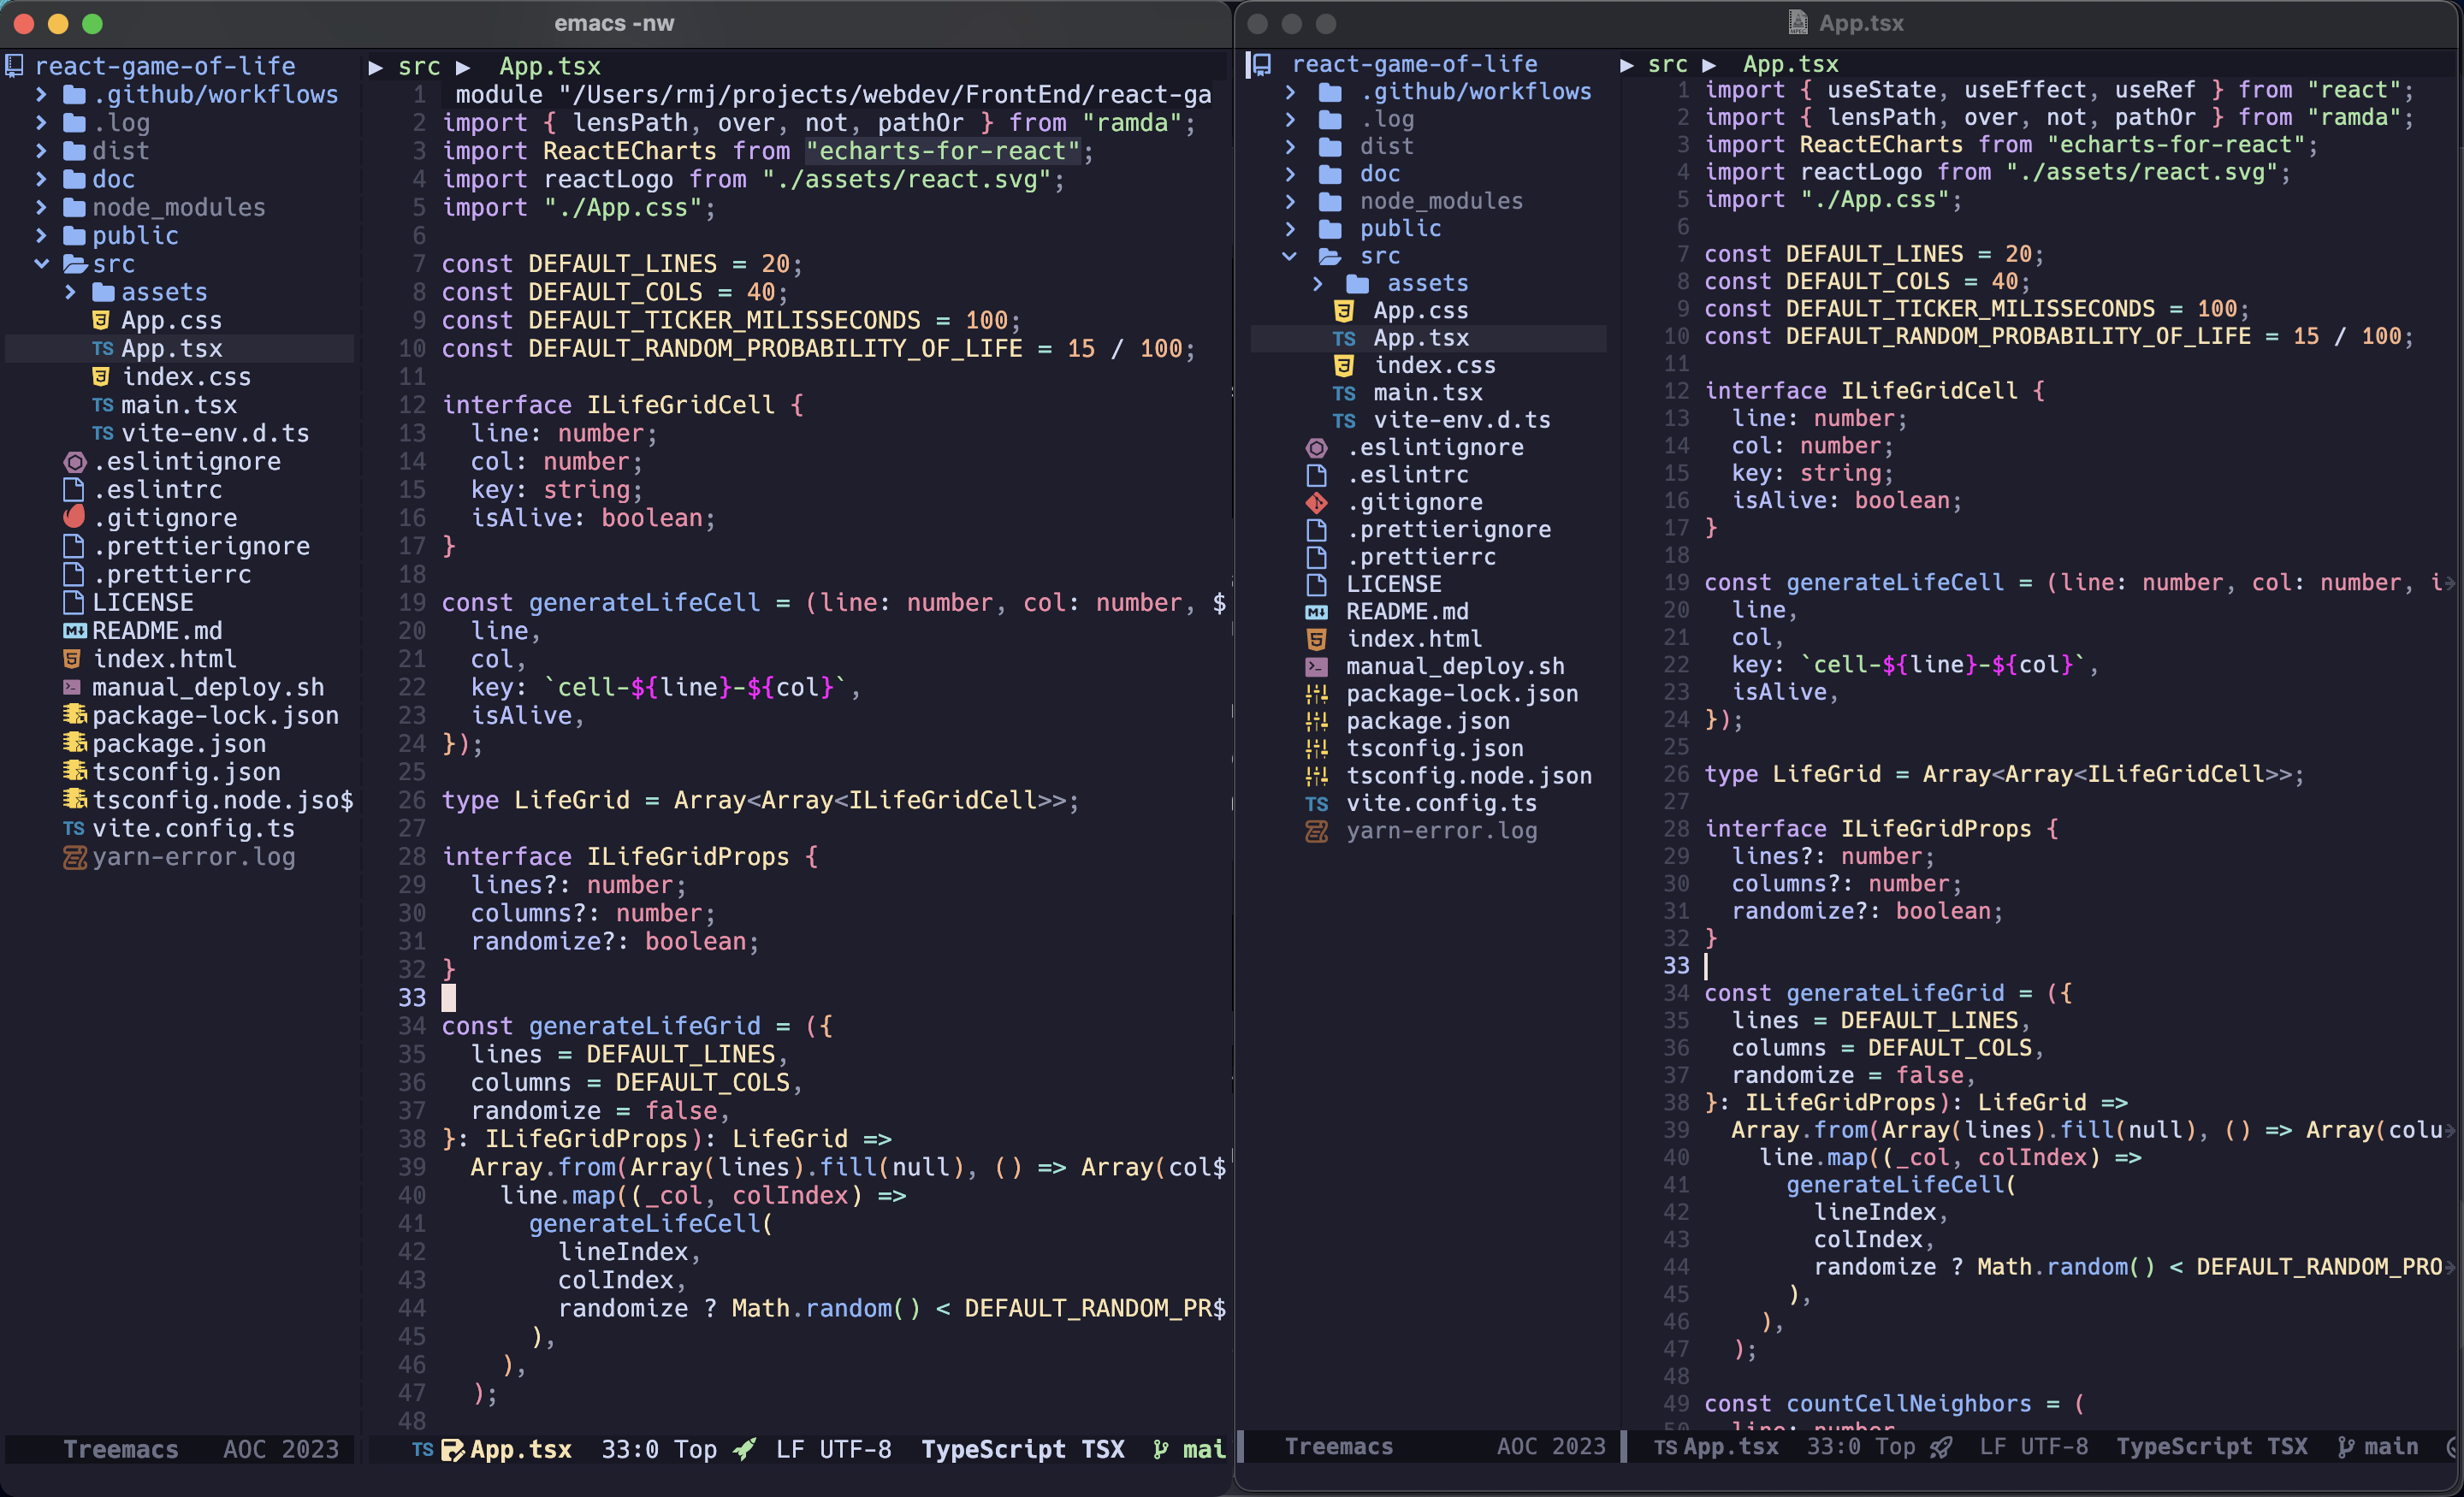 emacs -nw
react-game-of-life
.github/workflows
.log
dist
doc
node_modules
public
src
assets
App.css
TS App.tsx
index.css
TS main.tsx
TS vite-env.d.ts
.eslintignore
.eslintrc
.gitignore
.prettierignore
.prettierrc
LICENSE
README.md
index.html
manual_deploy.sh
package-lock.json
package.json
tsconfig.json
tsconfig.node.jso$
TS vite.config.ts
yarn-error.log
Treemacs AOC 2023
▶ src ▶ App.tsx
1 module "/Users/rmj/projects/webdev/FrontEnd/react-ga
2 import { lensPath, over, not, pathOr } from "ramda";
3 import ReactECharts from "echarts-for-react";
4 import reactLogo from "./assets/react.svg";
5 import "./App.css";
6
7 const DEFAULT_LINES = 20;
8 const DEFAULT_COLS = 40;
9 const DEFAULT_TICKER_MILISSECONDS = 100;
10 const DEFAULT_RANDOM_PROBABILITY_OF_LIFE = 15 / 100;
11
12 interface ILifeGridCell {
13 line: number;
14 col: number;
15 key: string;
16 isAlive: boolean;
17 }
18
19 const generateLifeCell = (line: number, col: number, $
20 line,
21 col,
22 key: `cell-${line}-${col}`,
23 isAlive,
24 });
25
26 type LifeGrid = Array<Array<ILifeGridCell>>;
27
28 interface ILifeGridProps {
29 lines?: number;
30 columns?: number;
31 randomize?: boolean;
32 }
33
34 const generateLifeGrid = ({
35 lines = DEFAULT_LINES,
36 columns = DEFAULT_COLS,
37 randomize = false,
38 }: ILifeGridProps): LifeGrid =>
39 Array.from(Array(lines).fill(null), () => Array(col$
40 line.map((_col, colIndex) =>
41 generateLifeCell(
42 lineIndex,
43 colIndex,
44 randomize ? Math.random() < DEFAULT_RANDOM_PR$
45 ),
46 ),
47 );
48
TS App.tsx 33:0 Top LF UTF-8 TypeScript TSX mai
App.tsx
react-game-of-life
.github/workflows
.log
dist
doc
node_modules
public
src
assets
App.css
TS App.tsx
index.css
TS main.tsx
TS vite-env.d.ts
.eslintignore
.eslintrc
.gitignore
.prettierignore
.prettierrc
LICENSE
README.md
index.html
manual_deploy.sh
package-lock.json
package.json
tsconfig.json
tsconfig.node.json
TS vite.config.ts
yarn-error.log
Treemacs AOC 2023
▶ src ▶ App.tsx
1 import { useState, useEffect, useRef } from "react";
2 import { lensPath, over, not, pathOr } from "ramda";
3 import ReactECharts from "echarts-for-react";
4 import reactLogo from "./assets/react.svg";
5 import "./App.css";
6
7 const DEFAULT_LINES = 20;
8 const DEFAULT_COLS = 40;
9 const DEFAULT_TICKER_MILISSECONDS = 100;
10 const DEFAULT_RANDOM_PROBABILITY_OF_LIFE = 15 / 100;
11
12 interface ILifeGridCell {
13 line: number;
14 col: number;
15 key: string;
16 isAlive: boolean;
17 }
18
19 const generateLifeCell = (line: number, col: number, i
20 line,
21 col,
22 key: `cell-${line}-${col}`,
23 isAlive,
24 });
25
26 type LifeGrid = Array<Array<ILifeGridCell>>;
27
28 interface ILifeGridProps {
29 lines?: number;
30 columns?: number;
31 randomize?: boolean;
32 }
33
34 const generateLifeGrid = ({
35 lines = DEFAULT_LINES,
36 columns = DEFAULT_COLS,
37 randomize = false,
38 }: ILifeGridProps): LifeGrid =>
39 Array.from(Array(lines).fill(null), () => Array(colu
40 line.map((_col, colIndex) =>
41 generateLifeCell(
42 lineIndex,
43 colIndex,
44 randomize ? Math.random() < DEFAULT_RANDOM_PRO
45 ),
46 ),
47 );
48
49 const countCellNeighbors = (
50 line: number
TS App.tsx 33:0 Top LF UTF-8 TypeScript TSX main